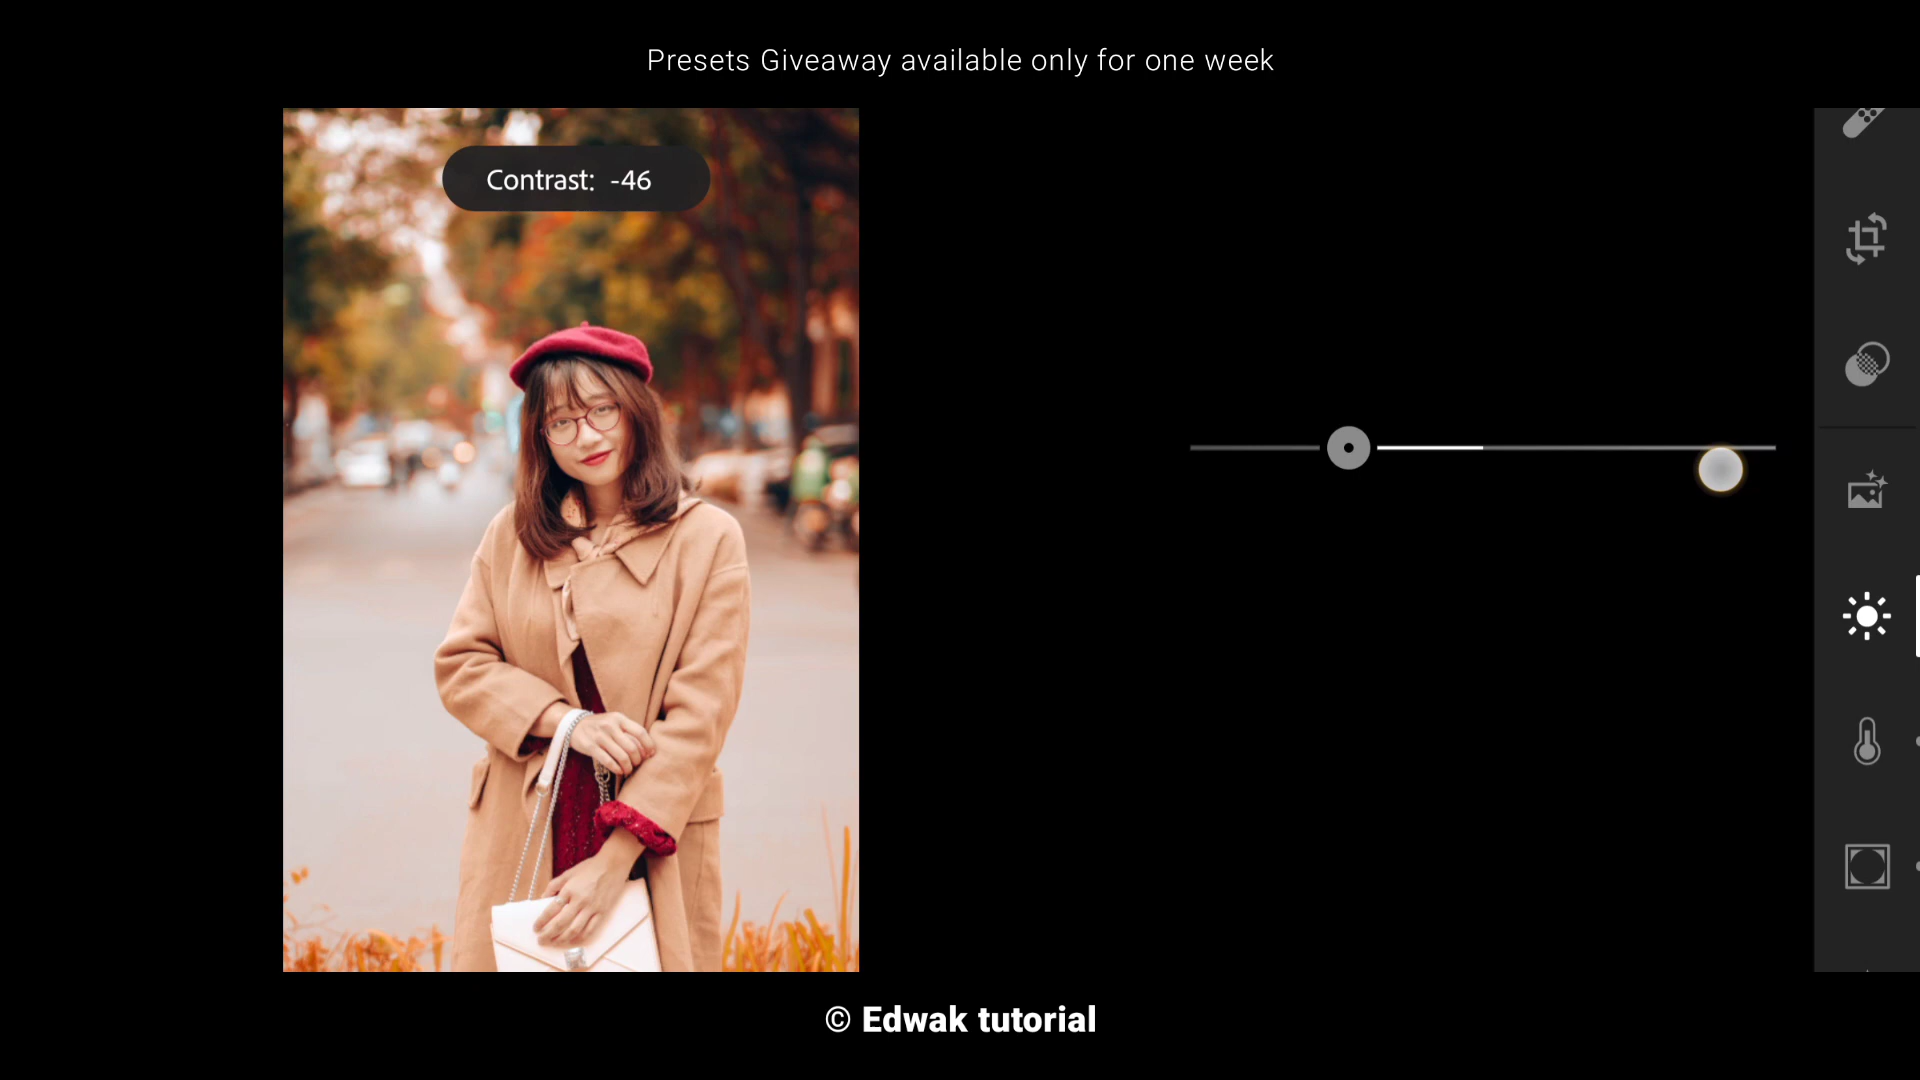 Presets Giveaway available only for one week
Contrast: -46
© Edwak tutorial